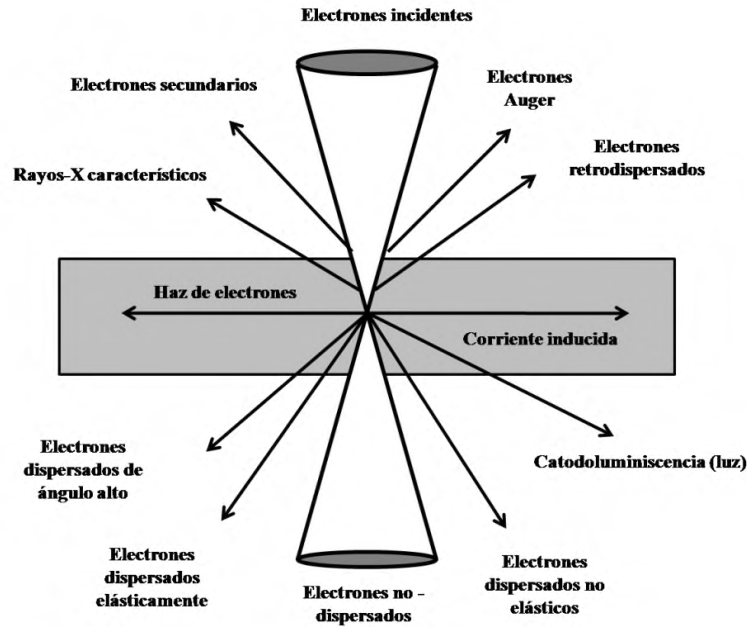 Electrones incidentes
Electrones secundarios
Electrones
Auger
Rayos-X característicos
Electrones
retrodispersados
Haz de electrones
Corriente inducida
Electrones
dispersados de
ángulo alto
Catodoluminiscencia (luz)
Electrones
dispersados
elásticamente
Electrones no -
dispersados
Electrones
dispersados no
elásticos